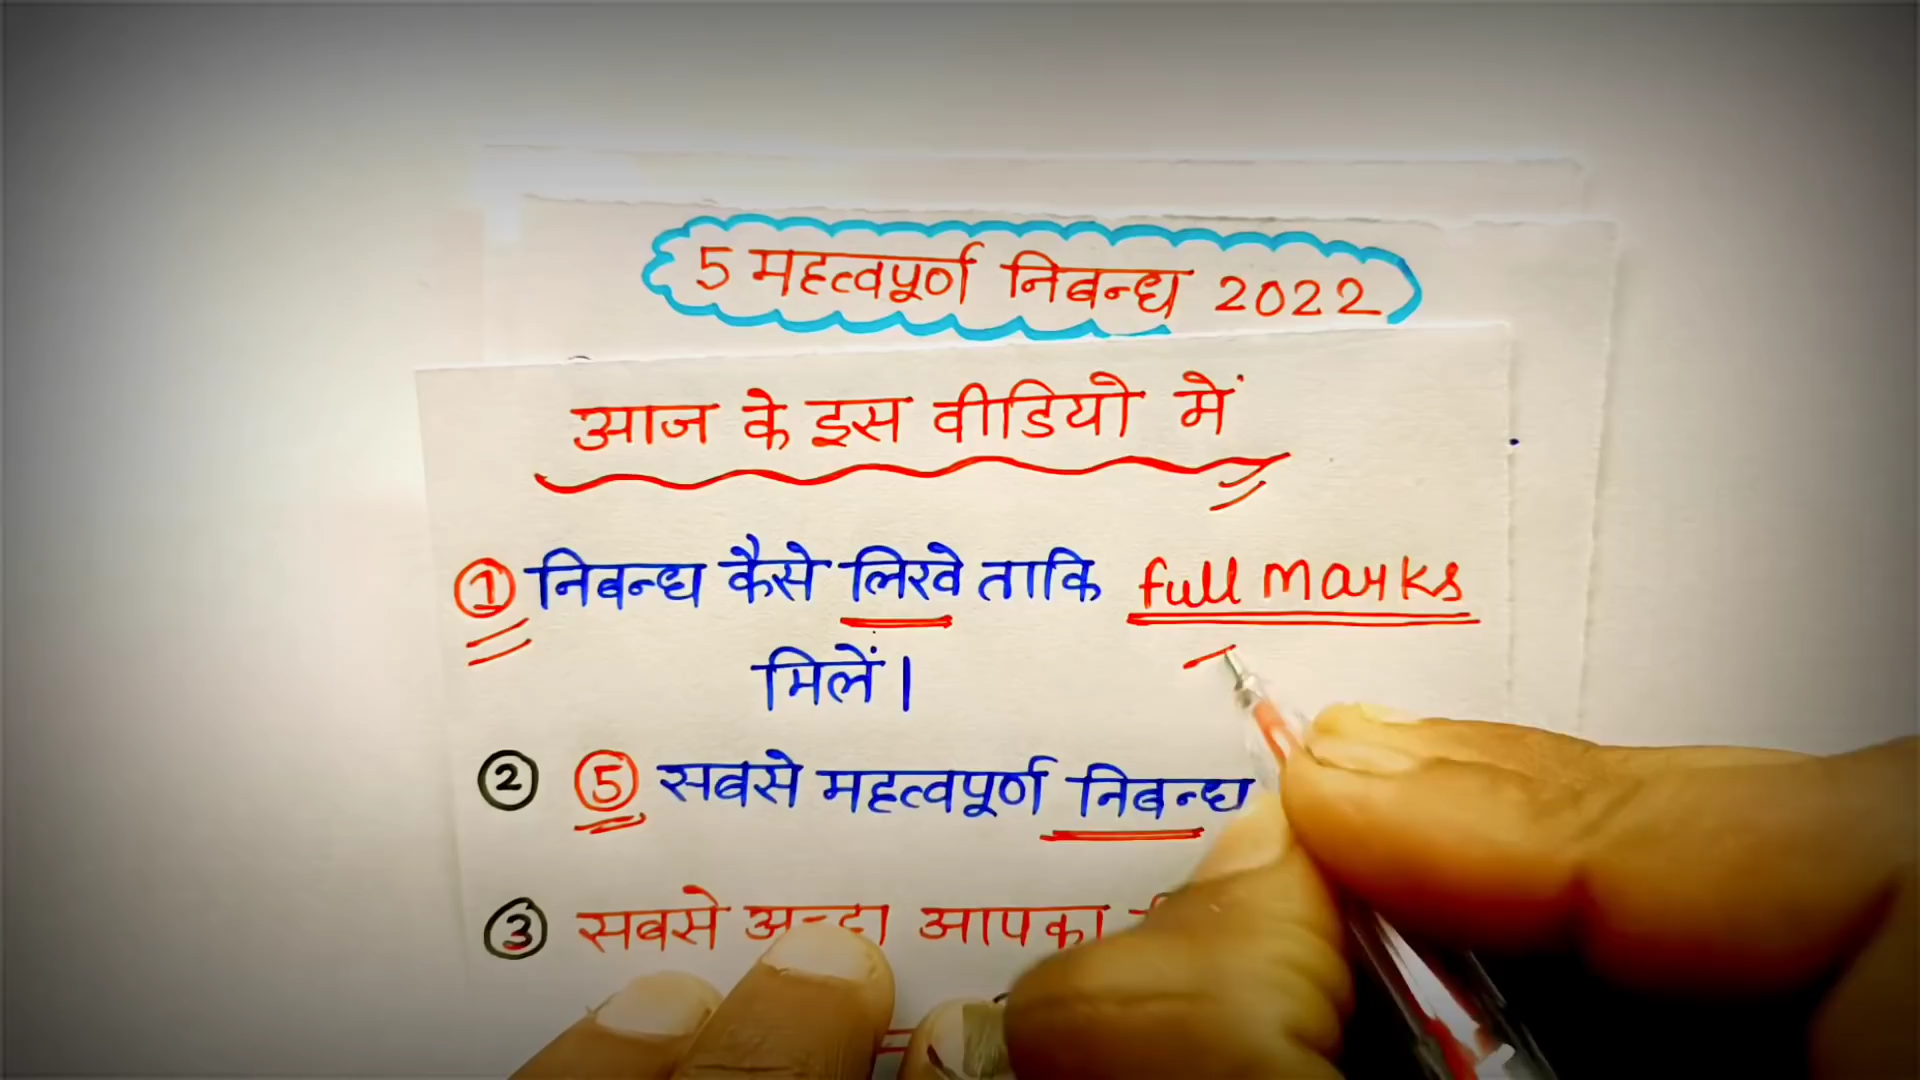 5 महत्वपूर्ण निबन्ध 2022
आज के इस वीडियो में
① निबन्ध कैसे लिखे ताकि full marks
मिलें।
② ⑤ सबसे महत्वपूर्ण निबन्ध
③ सबसे अच्छा आपका